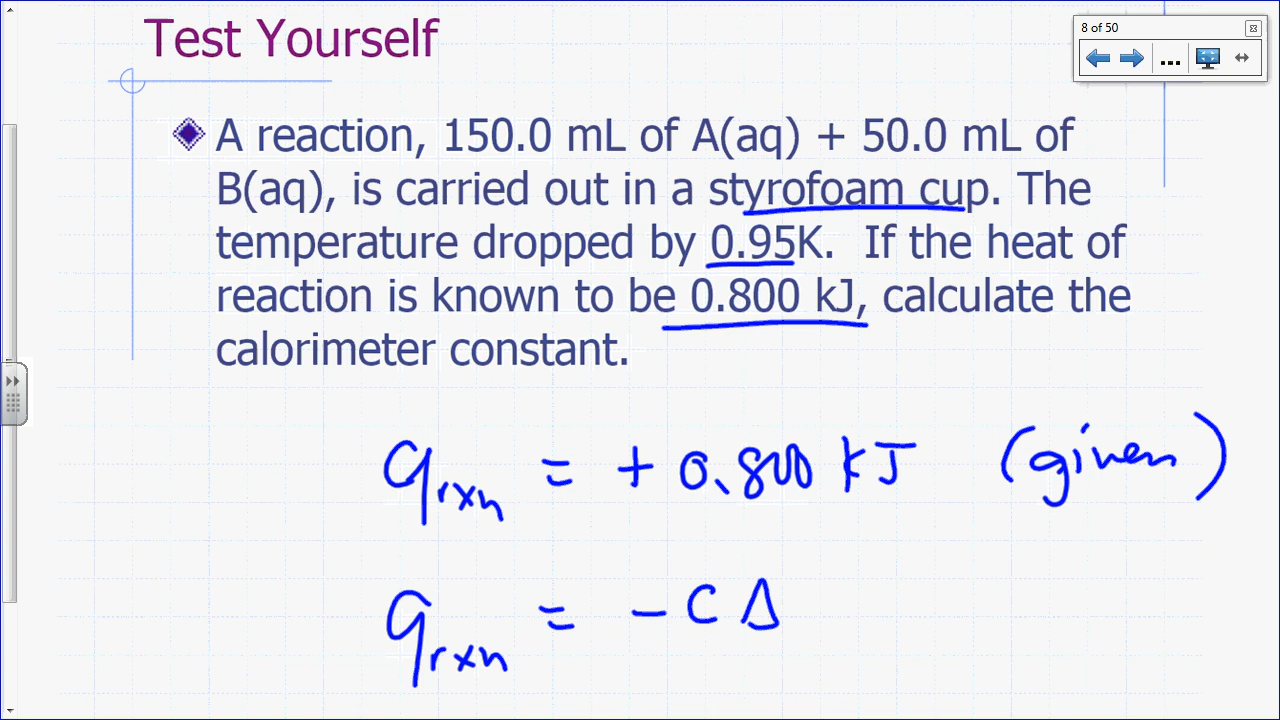 Test Yourself
8 of 50
...
A reaction, 150.0 mL of A(aq) + 50.0 mL of
B(aq), is carried out in a styrofoam cup. The
temperature dropped by 0.95K. If the heat of
reaction is known to be 0.800 kJ, calculate the
calorimeter constant.
qrxn = + 0.800 kJ (given)
qrxn = - C Δ